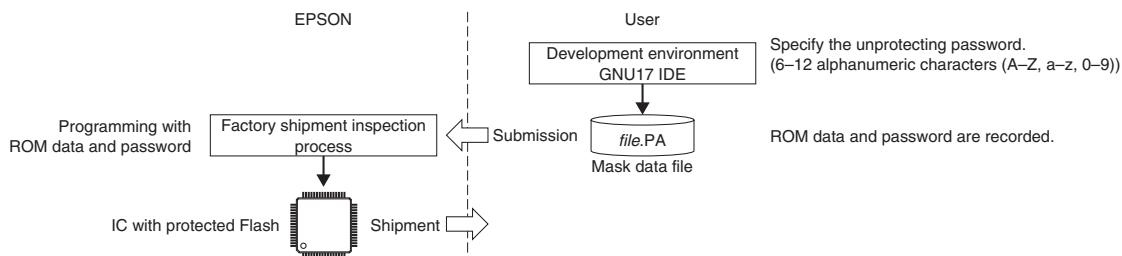 EPSON
User
Development environment
GNU17 IDE
Specify the unprotecting password.
(6–12 alphanumeric characters (A–Z, a–z, 0–9))
Programming with
ROM data and password
Factory shipment inspection
process
Submission
file.PA
Mask data file
ROM data and password are recorded.
IC with protected Flash
Shipment